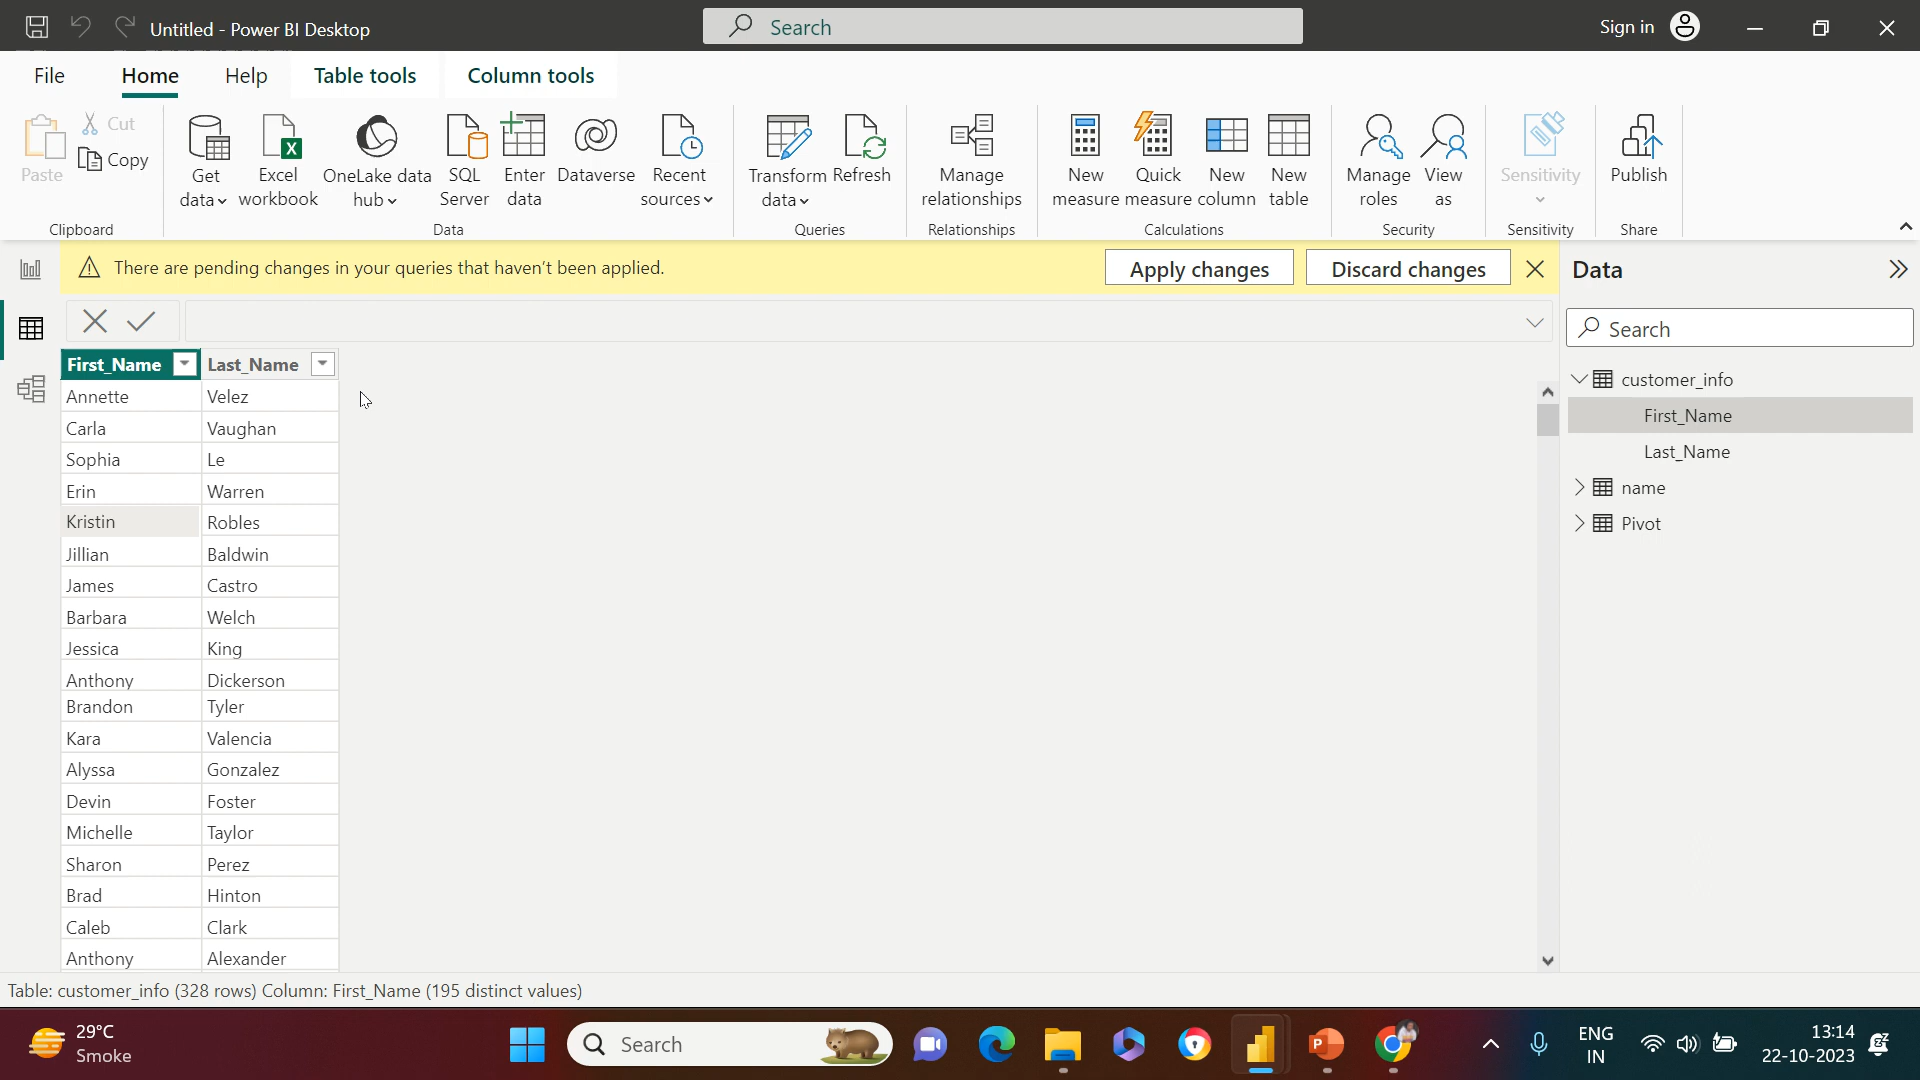 Untitled - Power BI Desktop
Search
Sign in
File
Home
Help
Table tools
Column tools
Paste
Cut
Copy
Clipboard
Get data
Excel workbook
OneLake data hub
SQL Server
Enter data
Dataverse
Recent sources
Data
Transform data
Refresh
Queries
Manage relationships
Relationships
New measure
Quick measure
New column
New table
Calculations
Manage roles
View as
Security
Sensitivity
Sensitivity
Publish
Share
There are pending changes in your queries that haven't been applied.
Apply changes
Discard changes
First_Name Last_Name
Annette Velez
Carla Vaughan
Sophia Le
Erin Warren
Kristin Robles
Jillian Baldwin
James Castro
Barbara Welch
Jessica King
Anthony Dickerson
Brandon Tyler
Kara Valencia
Alyssa Gonzalez
Devin Foster
Michelle Taylor
Sharon Perez
Brad Hinton
Caleb Clark
Anthony Alexander
Data
Search
customer_info
First_Name
Last_Name
name
Pivot
Table: customer_info (328 rows) Column: First_Name (195 distinct values)
29°C
Smoke
Search
ENG
IN
13:14
22-10-2023